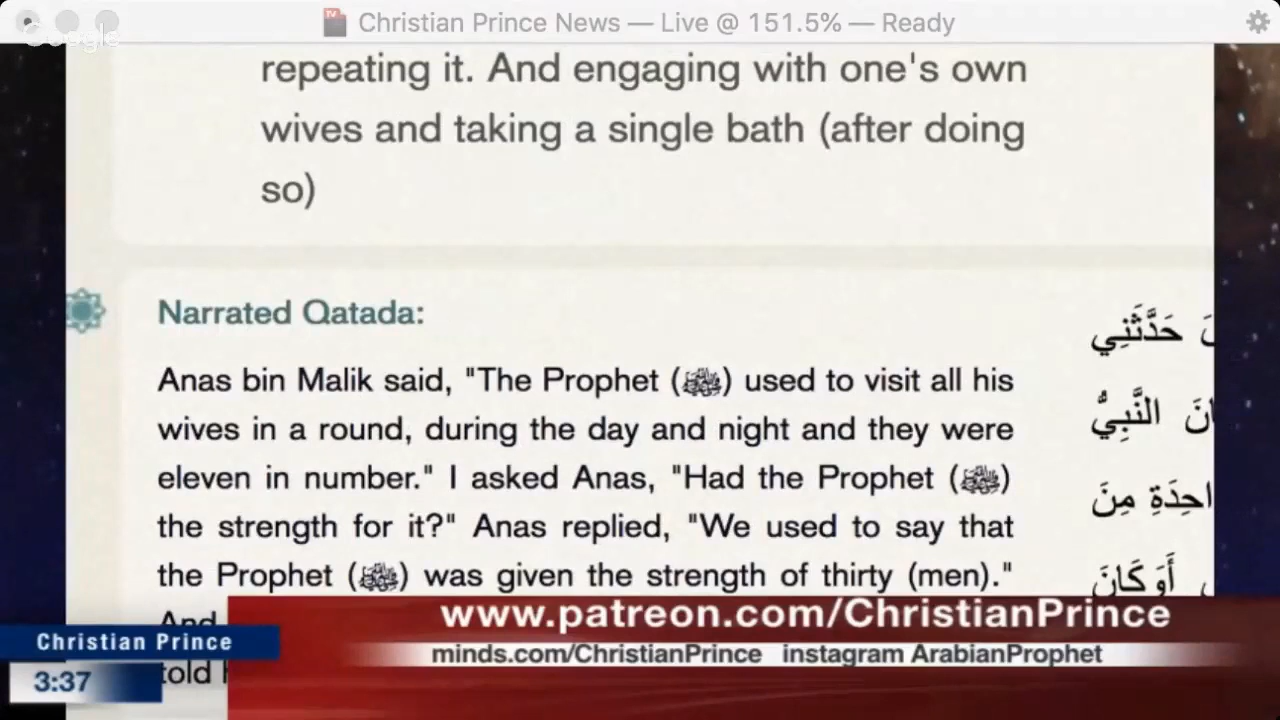 Christian Prince News — Live @ 151.5% — Ready
Google
repeating it. And engaging with one's own
wives and taking a single bath (after doing
so)
Narrated Qatada:
Anas bin Malik said, "The Prophet (ﷺ) used to visit all his
wives in a round, during the day and night and they were
eleven in number." I asked Anas, "Had the Prophet (ﷺ)
the strength for it?" Anas replied, "We used to say that
the Prophet (ﷺ) was given the strength of thirty (men)."
And
told
حَدَّثَنِي
النَّبِيُّ
مِنَ
أَوَ كَانَ
www.patreon.com/ChristianPrince
minds.com/ChristianPrince instagram ArabianProphet
Christian Prince
3:37